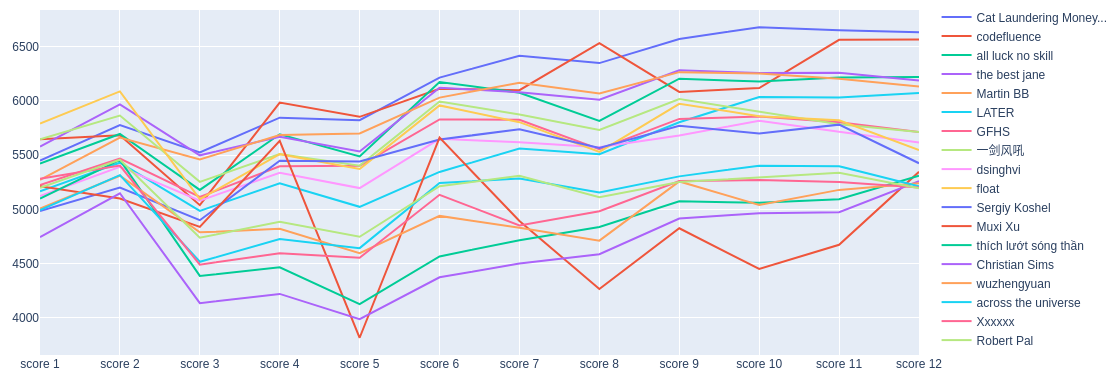 6500
6000
5500
5000
4500
4000
score 1 score 2 score 3 score 4 score 5 score 6 score 7 score 8 score 9 score 10 score 11 score 12
Cat Laundering Money...
codefluence
all luck no skill
the best jane
Martin BB
LATER
GFHS
一剑风吼
dsinghvi
float
Sergiy Koshel
Muxi Xu
thích lướt sóng thần
Christian Sims
wuzhengyuan
across the universe
Xxxxxx
Robert Pal